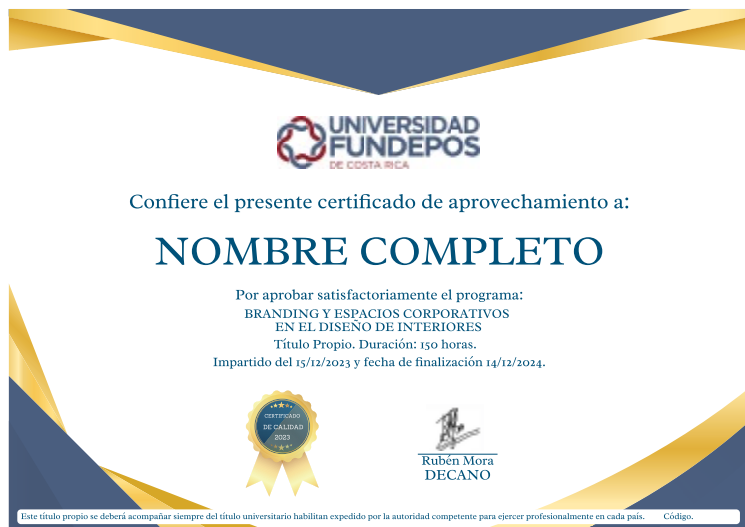 UNIVERSIDAD
FUNDEPOS
DE COSTA RICA
Confiere el presente certificado de aprovechamiento a:
NOMBRE COMPLETO
Por aprobar satisfactoriamente el programa:
BRANDING Y ESPACIOS CORPORATIVOS
EN EL DISEÑO DE INTERIORES
Título Propio. Duración: 150 horas.
Impartido del 15/12/2023 y fecha de finalización 14/12/2024.
CERTIFICADO
DE CALIDAD
2023
Rubén Mora
DECANO
Este título propio se deberá acompañar siempre del título universitario habilitan expedido por la autoridad competente para ejercer profesionalmente en cada país. Código.